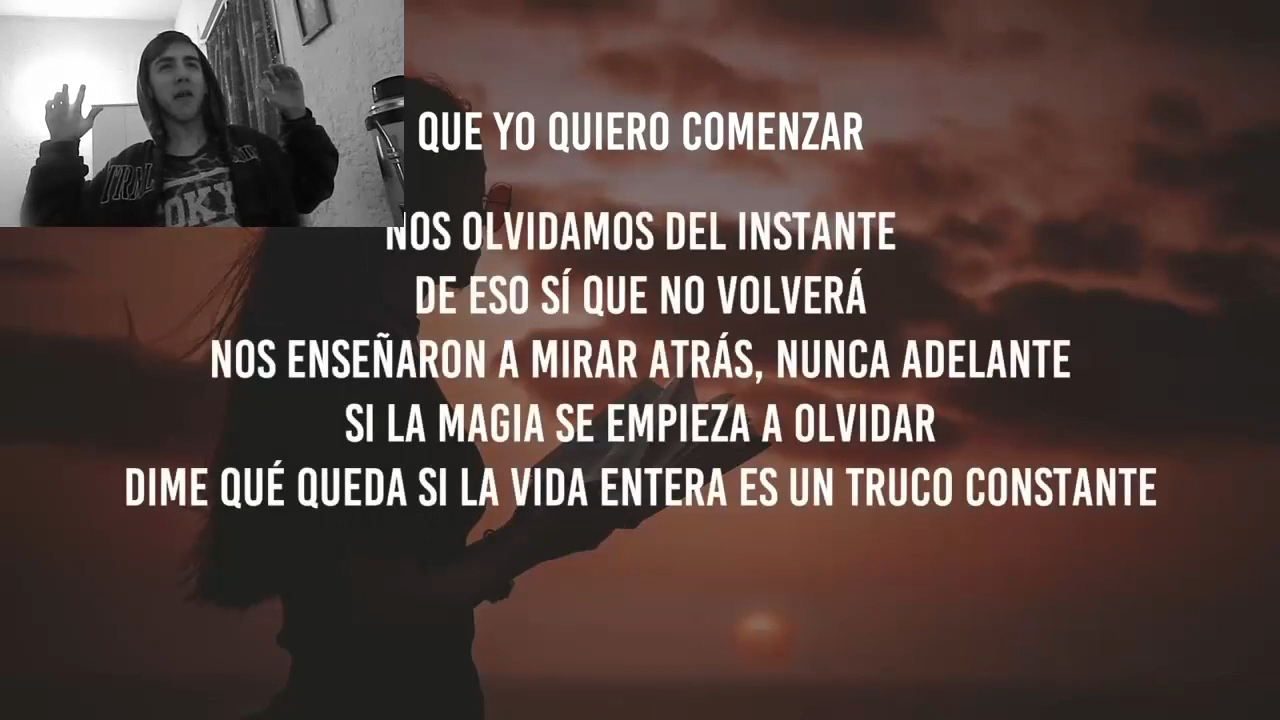 QUE YO QUIERO COMENZAR
NOS OLVIDAMOS DEL INSTANTE
DE ESO SÍ QUE NO VOLVERÁ
NOS ENSEÑARON A MIRAR ATRÁS, NUNCA ADELANTE
SI LA MAGIA SE EMPIEZA A OLVIDAR
DIME QUÉ QUEDA SI LA VIDA ENTERA ES UN TRUCO CONSTANTE